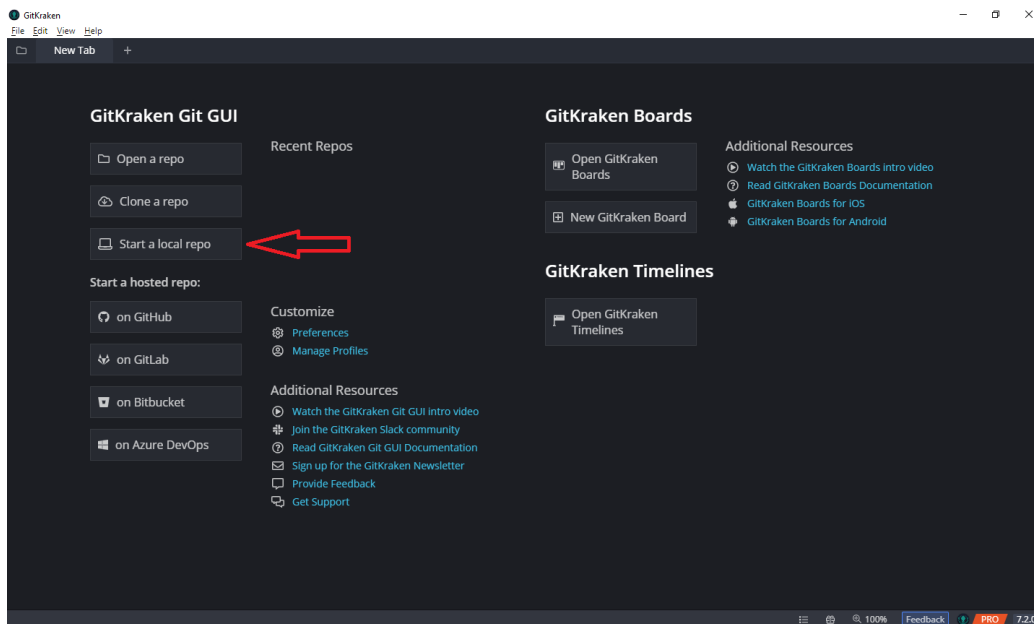 GitKraken
File Edit View Help
New Tab
GitKraken Git GUI
Open a repo
Clone a repo
Start a local repo
Start a hosted repo:
on GitHub
on GitLab
on Bitbucket
on Azure DevOps
Recent Repos
Customize
Preferences
Manage Profiles
Additional Resources
Watch the GitKraken Git GUI intro video
Join the GitKraken Slack community
Read GitKraken Git GUI Documentation
Sign up for the GitKraken Newsletter
Provide Feedback
Get Support
GitKraken Boards
Open GitKraken
Boards
New GitKraken Board
Additional Resources
Watch the GitKraken Boards intro video
Read GitKraken Boards Documentation
GitKraken Boards for iOS
GitKraken Boards for Android
GitKraken Timelines
Open GitKraken
Timelines
100% Feedback PRO 7.2.0